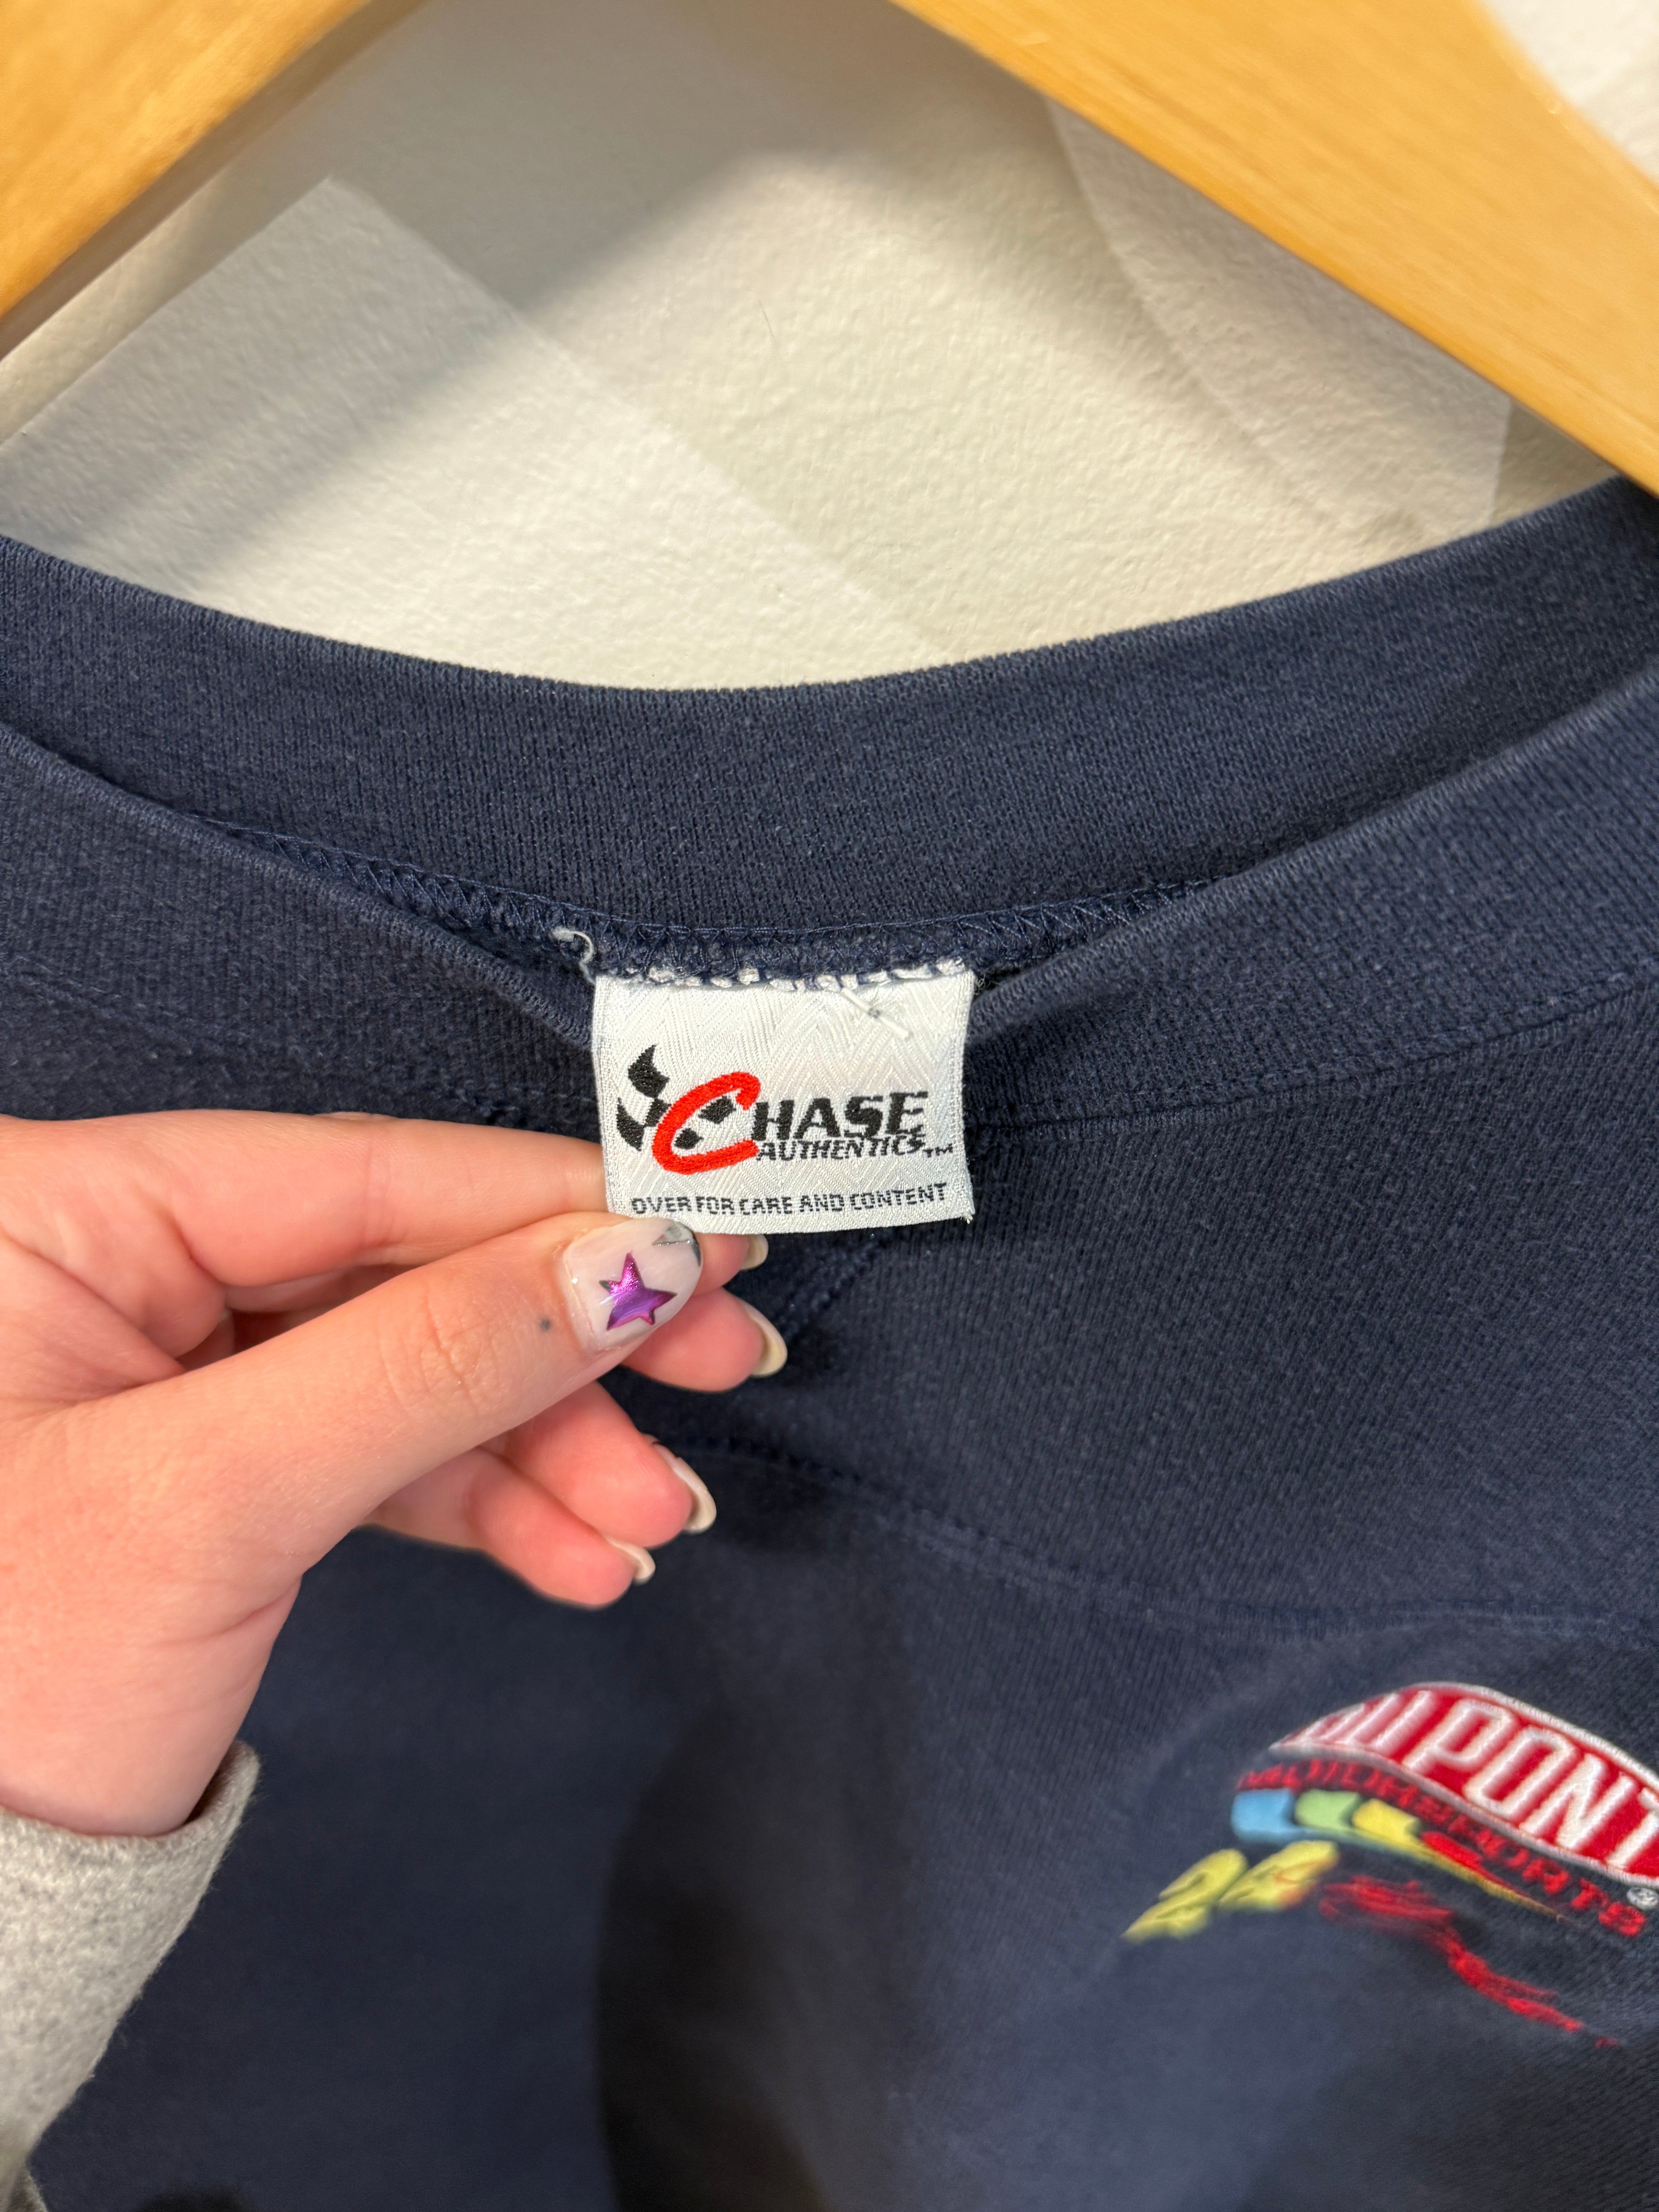 CHASE
AUTHENTICS™
OVER FOR CARE AND CONTENT
DUPONT
MOTORSPORTS®
24